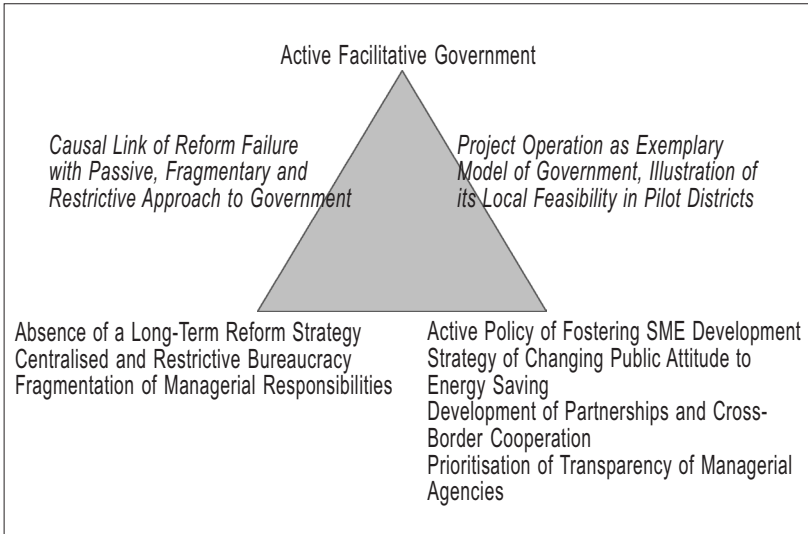 Active Facilitative Government
Causal Link of Reform Failure
with Passive, Fragmentary and
Restrictive Approach to Government
Project Operation as Exemplary
Model of Government, Illustration of
its Local Feasibility in Pilot Districts
Absence of a Long-Term Reform Strategy
Centralised and Restrictive Bureaucracy
Fragmentation of Managerial Responsibilities
Active Policy of Fostering SME Development
Strategy of Changing Public Attitude to
Energy Saving
Development of Partnerships and Cross-
Border Cooperation
Prioritisation of Transparency of Managerial
Agencies